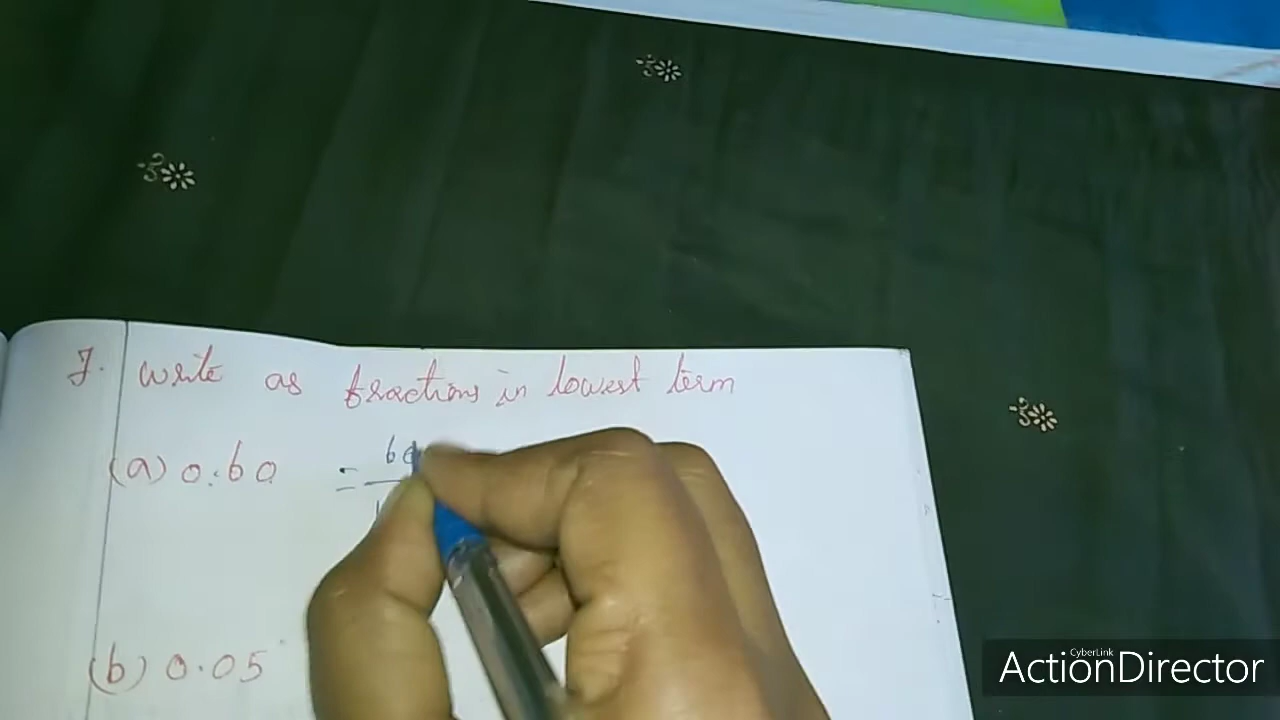 7. write as fractions in lowest term
(a) 0.60 = 60
(b) 0.05
CyberLink
ActionDirector